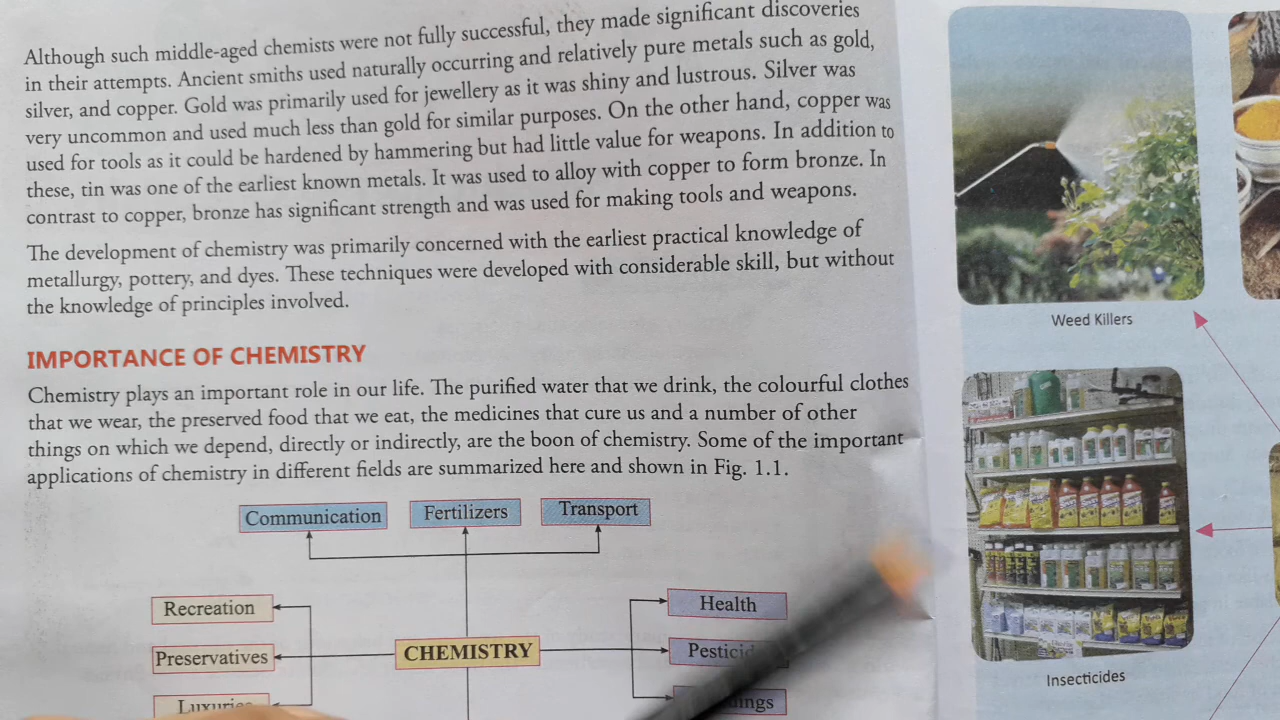 Although such middle-aged chemists were not fully successful, they made significant discoveries
in their attempts. Ancient smiths used naturally occurring and relatively pure metals such as gold,
silver, and copper. Gold was primarily used for jewellery as it was shiny and lustrous. Silver was
very uncommon and used much less than gold for similar purposes. On the other hand, copper was
used for tools as it could be hardened by hammering but had little value for weapons. In addition to
these, tin was one of the earliest known metals. It was used to alloy with copper to form bronze. In
contrast to copper, bronze has significant strength and was used for making tools and weapons.
The development of chemistry was primarily concerned with the earliest practical knowledge of
metallurgy, pottery, and dyes. These techniques were developed with considerable skill, but without
the knowledge of principles involved.
IMPORTANCE OF CHEMISTRY
Chemistry plays an important role in our life. The purified water that we drink, the colourful clothes
that we wear, the preserved food that we eat, the medicines that cure us and a number of other
things on which we depend, directly or indirectly, are the boon of chemistry. Some of the important
applications of chemistry in different fields are summarized here and shown in Fig. 1.1.
Communication
Fertilizers
Transport
Recreation
Health
Preservatives
CHEMISTRY
Weed Killers
Insecticides